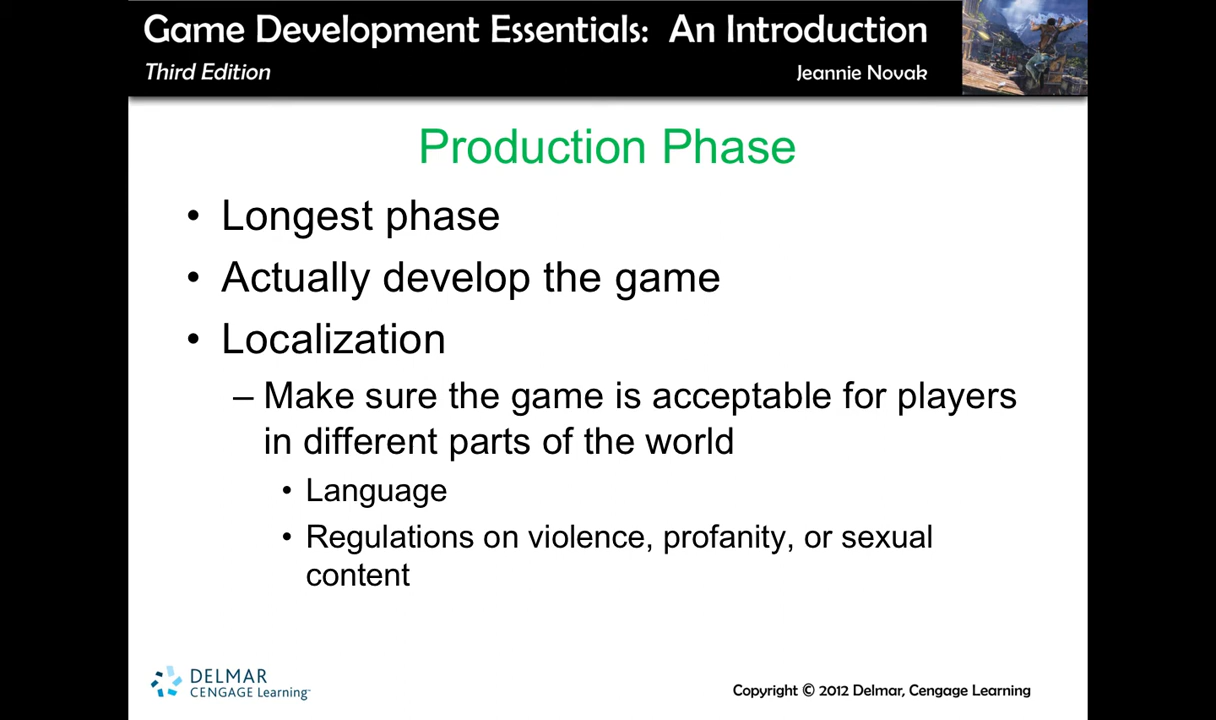 Game Development Essentials: An Introduction
Third Edition
Jeannie Novak
Production Phase
• Longest phase
• Actually develop the game
• Localization
– Make sure the game is acceptable for players
in different parts of the world
• Language
• Regulations on violence, profanity, or sexual
content
DELMAR
CENGAGE Learning™
Copyright © 2012 Delmar, Cengage Learning